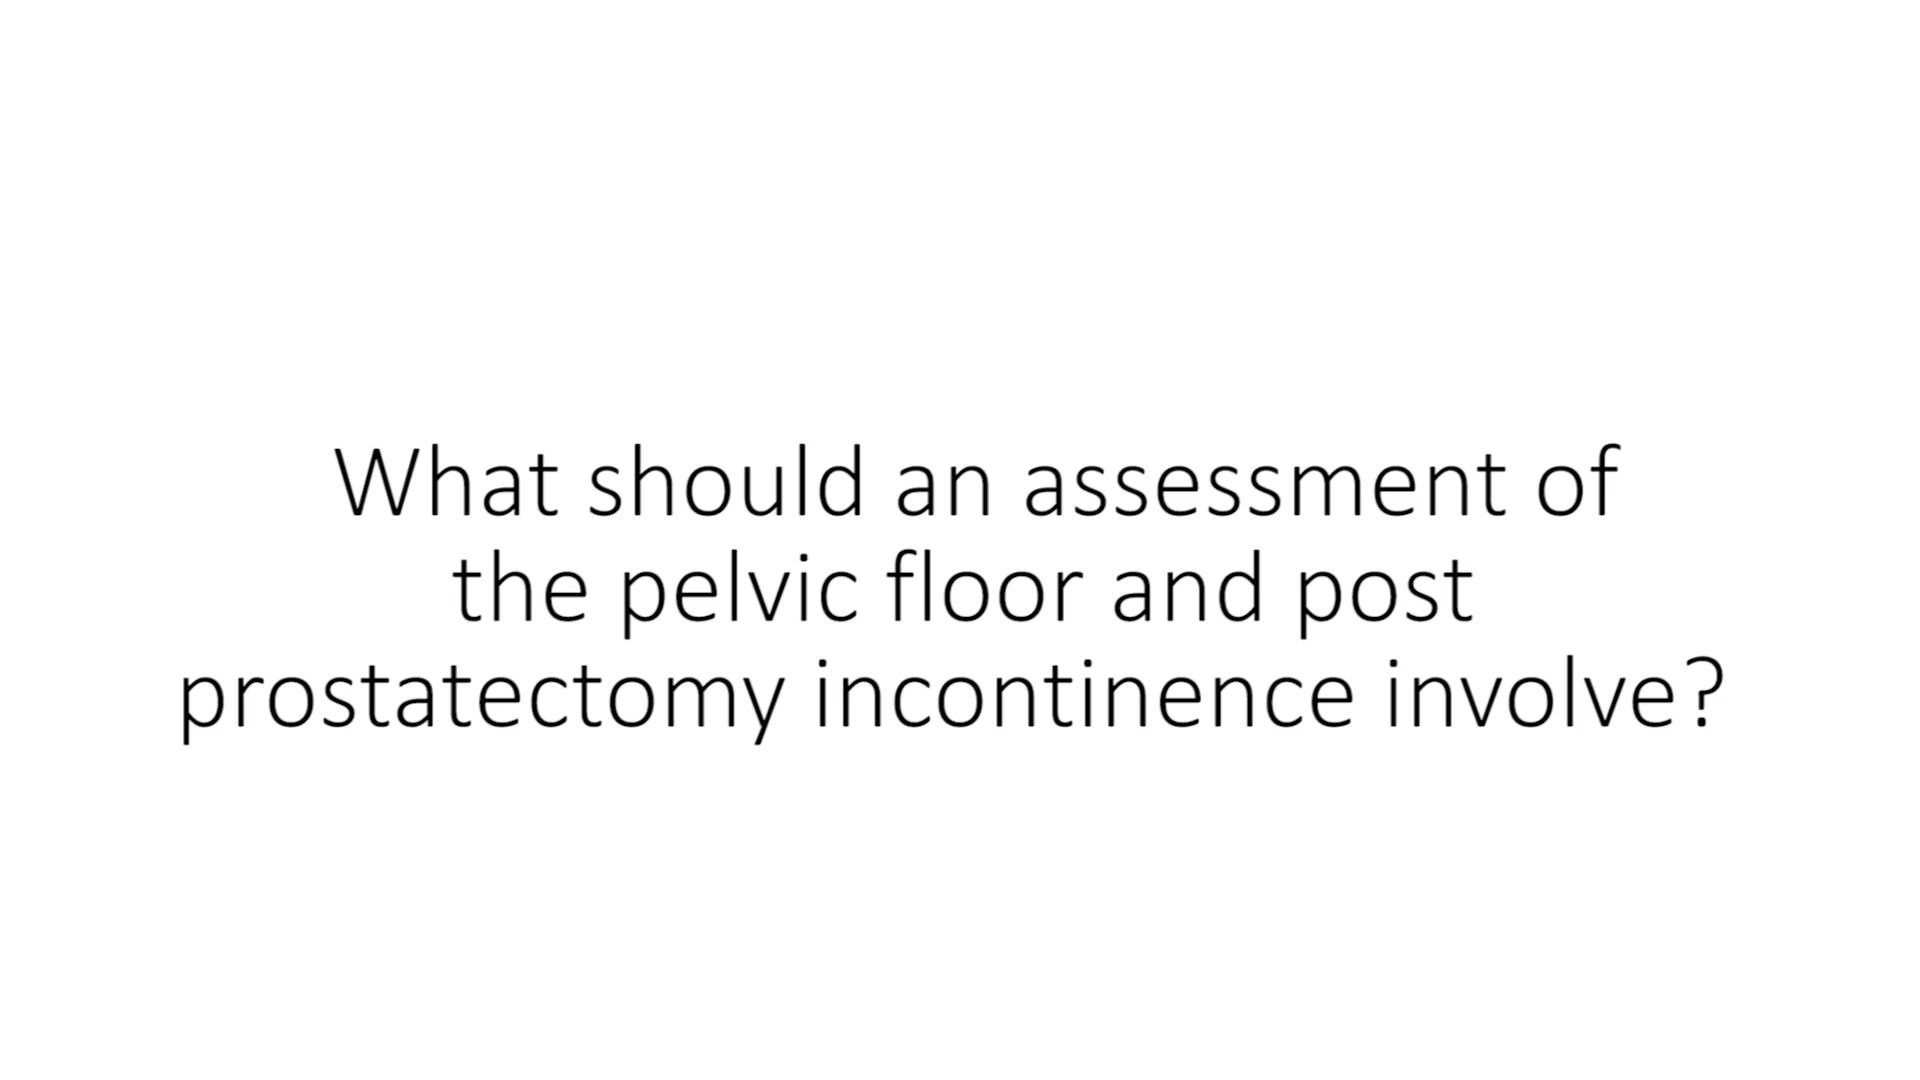 What should an assessment of
the pelvic floor and post
prostatectomy incontinence involve?